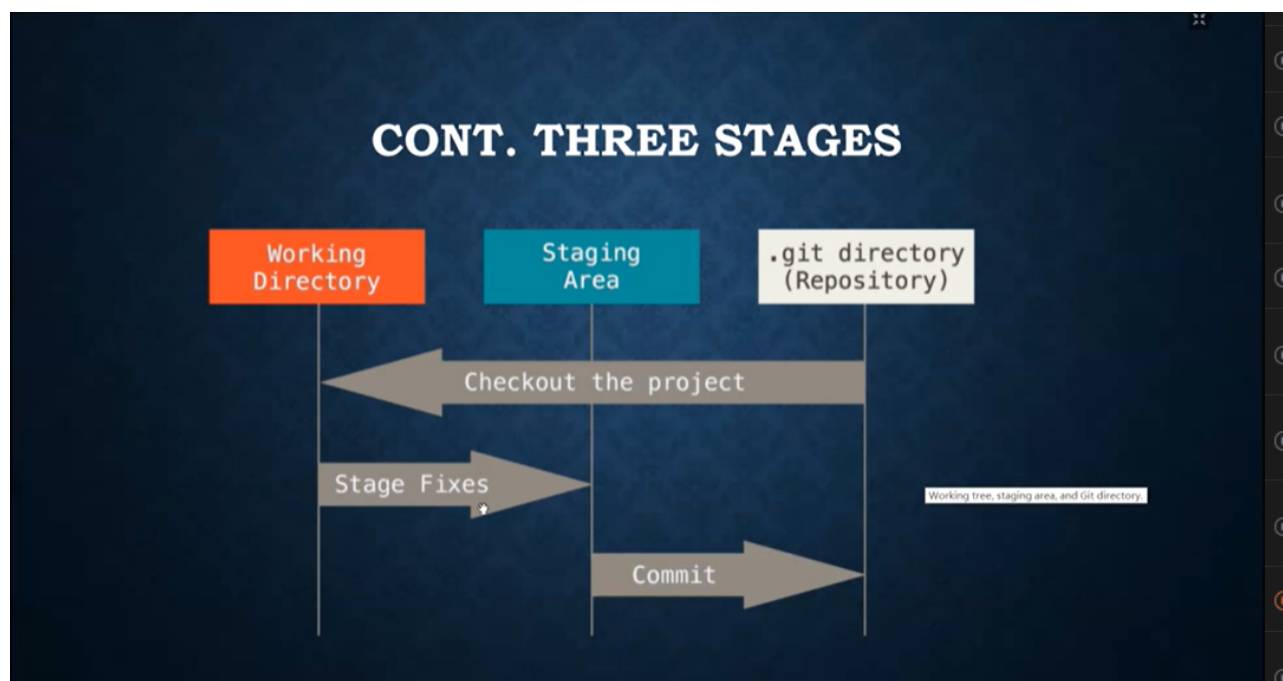 CONT. THREE STAGES
Working
Directory
Staging
Area
.git directory
(Repository)
Checkout the project
Stage Fixes
Working tree, staging area, and Git directory.
Commit